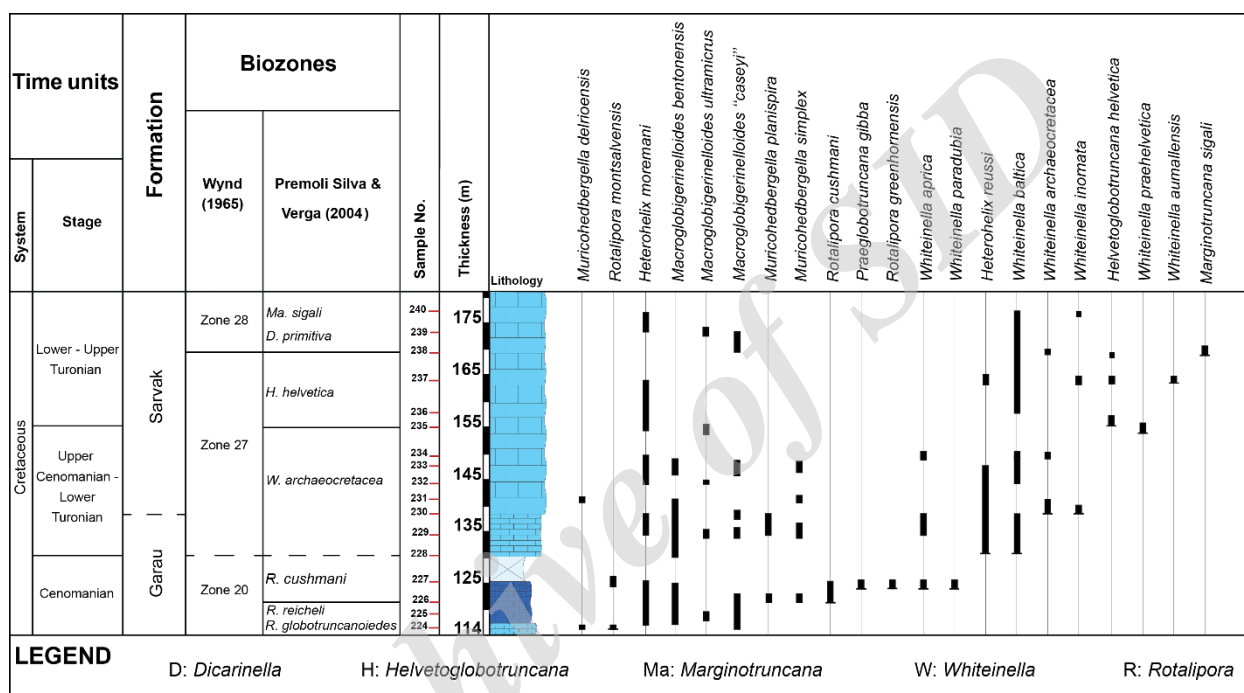 Time units
System
Stage
Formation
Biozones
Wynd
(1965)
Premoli Silva &
Verga (2004)
Sample No.
Thickness (m)
Lithology
Muricohedbergella delrioensis
Rotalipora montsalvensis
Heterohelix moremani
Macroglobigerinelloides bentonensis
Macroglobigerinelloides ultramicrus
Macroglobigerinelloides "caseyi"
Muricohedbergella planispira
Muricohedbergella simplex
Rotalipora cushmani
Praeglobotruncana gibba
Rotalipora greenhornensis
Whiteinella aprica
Whiteinella paradubia
Heterohelix reussi
Whiteinella baltica
Whiteinella archaeocretacea
Whiteinella inornata
Helvetoglobotruncana helvetica
Whiteinella praehelvetica
Whiteinella aumallensis
Marginotruncana sigali
Cretaceous
Lower - Upper
Turonian
Upper
Cenomanian -
Lower
Turonian
Cenomanian
Sarvak
Garau
Zone 28
Zone 27
Zone 20
Ma. sigali
D. primitiva
H. helvetica
W. archaeocretacea
R. cushmani
R. reicheli
R. globotruncanoiedes
240
239
238
237
236
235
234
233
232
231
230
229
228
227
226
225
224
175
165
155
145
135
125
114
hive of SID
LEGEND
D: Dicarinella
H: Helvetoglobotruncana
Ma: Marginotruncana
W: Whiteinella
R: Rotalipora